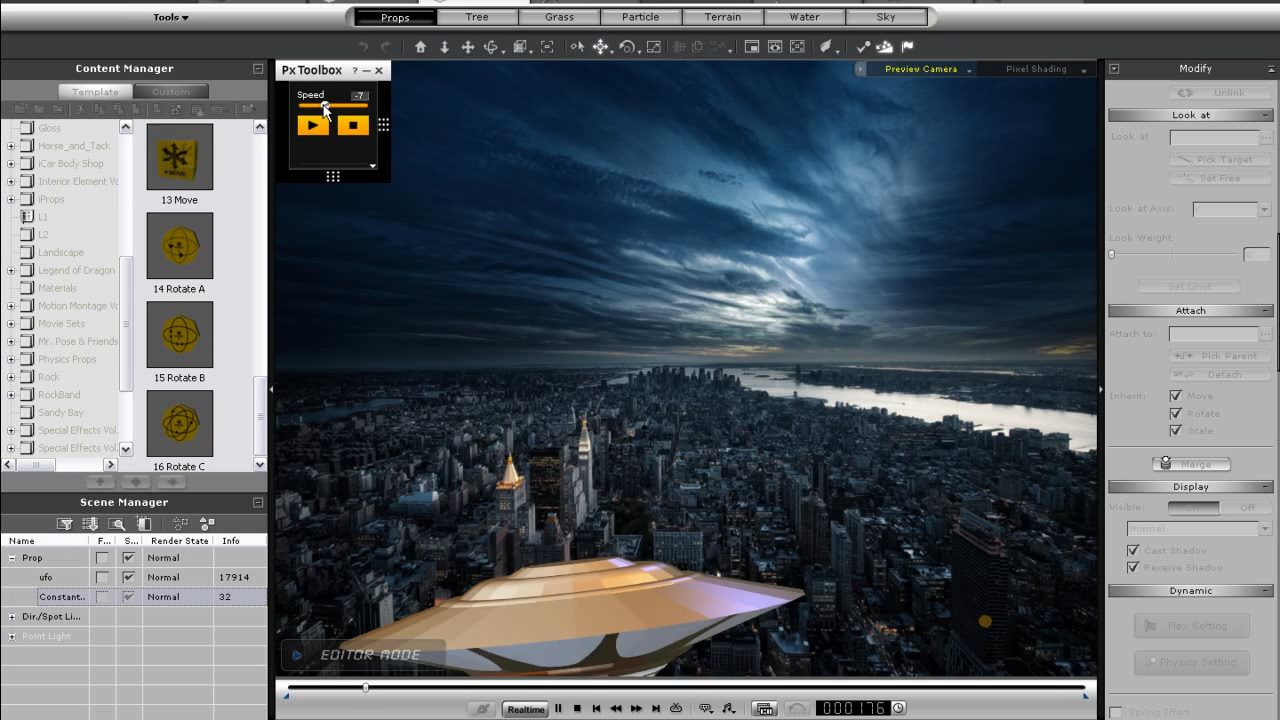 Tools
Props
Tree
Grass
Particle
Terrain
Water
Sky
Content Manager
Template
Custom
Gloss
Horse_and_Tack
iCar Body Shop
Interior Element Vo
iProps
L1
L2
Landscape
Legend of Dragon
Materials
Motion Montage Vo
Movie Sets
Mr. Pose & Friends
Physics Props
Rock
RockBand
Sandy Bay
Special Effects Vol.
Special Effects Vol.
13 Move
14 Rotate A
15 Rotate B
16 Rotate C
Scene Manager
Name F... S... Render State Info
Prop Normal
ufo Normal 17914
Constant.. Normal 32
Dir./Spot Li...
Point Light
Px Toolbox ?
Speed -7
Preview Camera
Pixel Shading
EDITOR MODE
Realtime
000176
Modify
Unlink
Look at
Look at:
Pick Target
Set Free
Look at Axis: Y
Look Weight
0
Set Limit
Attach
Attach to:
Pick Parent
Detach
Inherit: Move
Rotate
Scale
Merge
Display
Visible: On Off
Normal
Cast Shadow
Receive Shadow
Dynamic
Flex Setting
Physics Setting
Spring Effect